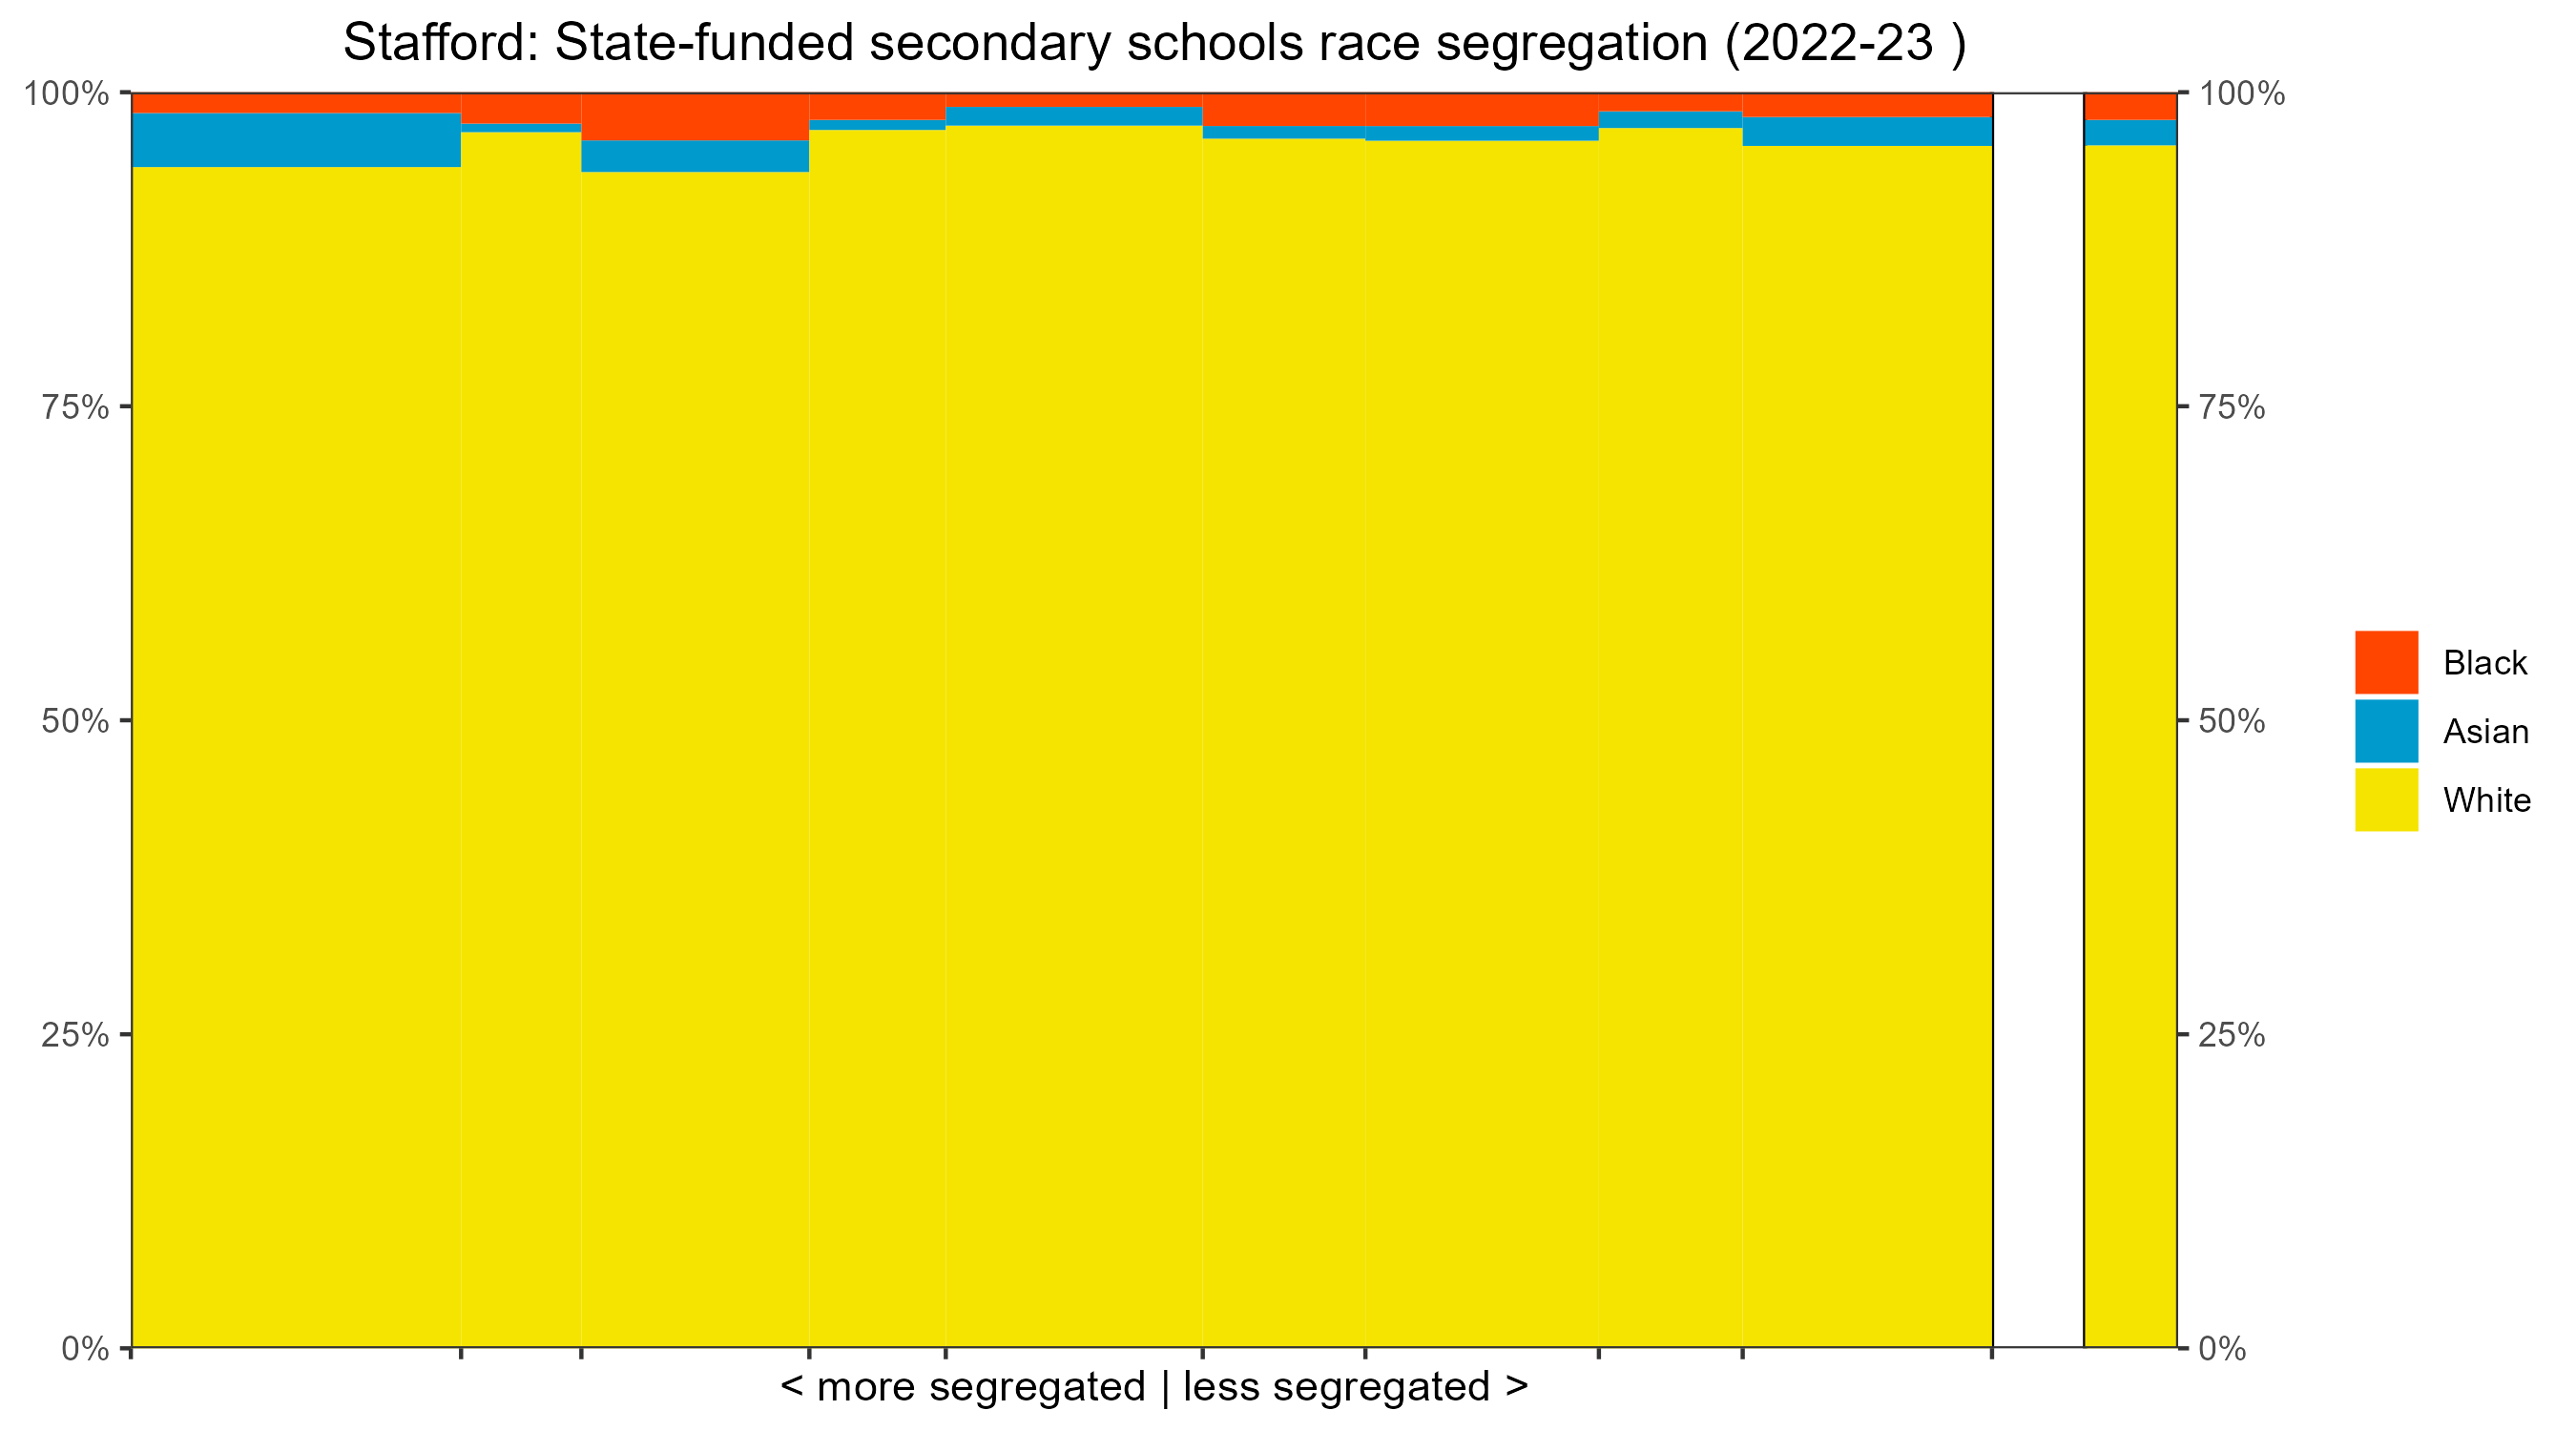 Stafford: State-funded secondary schools race segregation (2022-23 )
100%
75%
50%
25%
0%
100%
75%
50%
25%
0%
< more segregated | less segregated >
Black
Asian
White